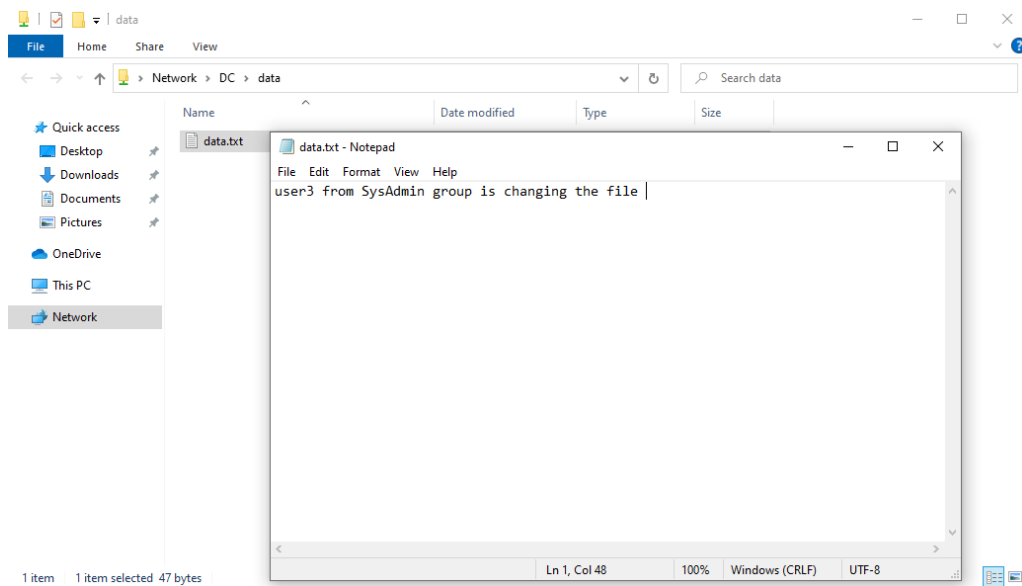 data
File Home Share View
Network › DC › data
Search data
Name Date modified Type Size
Quick access
Desktop
Downloads
Documents
Pictures
OneDrive
This PC
Network
data.txt
data.txt - Notepad
File Edit Format View Help
user3 from SysAdmin group is changing the file
Ln 1, Col 48 100% Windows (CRLF) UTF-8
1 item 1 item selected 47 bytes